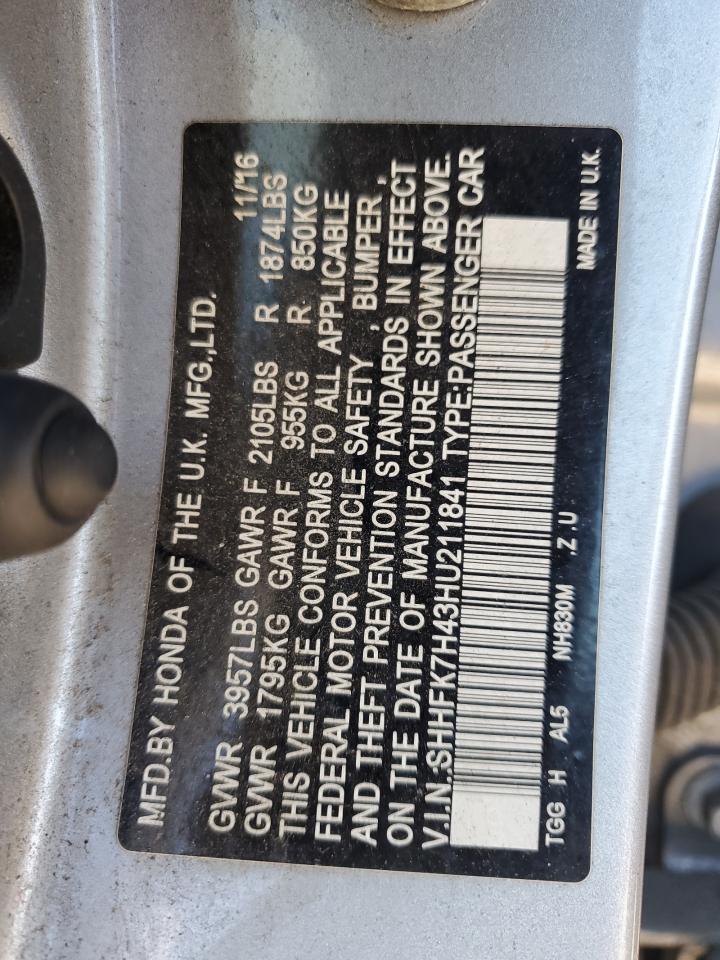 MFD.BY HONDA OF THE U.K. MFG.,LTD. 11/16
GVWR 3957LBS GAWR F 2105LBS R 1874LBS
GVWR 1795KG GAWR F 955KG R 850KG
THIS VEHICLE CONFORMS TO ALL APPLICABLE
FEDERAL MOTOR VEHICLE SAFETY , BUMPER ,
AND THEFT PREVENTION STANDARDS IN EFFECT
ON THE DATE OF MANUFACTURE SHOWN ABOVE.
V.I.N.:SHHFK7H43HU211841 TYPE:PASSENGER CAR
TGG H AL5 NH830M .Z .U MADE IN U.K.